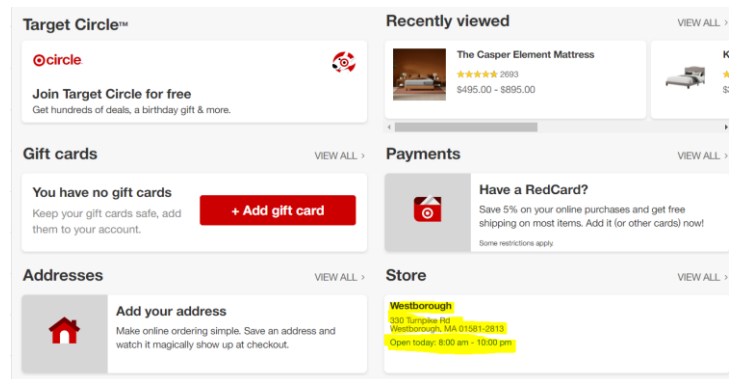 Target Circle™
circle
Join Target Circle for free
Get hundreds of deals, a birthday gift & more.
Recently viewed
VIEW ALL >
The Casper Element Mattress
2693
$495.00 - $895.00
K
Gift cards
VIEW ALL >
You have no gift cards
Keep your gift cards safe, add
them to your account.
+ Add gift card
Payments
VIEW ALL >
Have a RedCard?
Save 5% on your online purchases and get free
shipping on most items. Add it (or other cards) now!
Some restrictions apply.
Addresses
VIEW ALL >
Add your address
Make online ordering simple. Save an address and
watch it magically show up at checkout.
Store
VIEW ALL >
Westborough
330 Turnpike Rd
Westborough, MA 01581-2813
Open today: 8:00 am - 10:00 pm